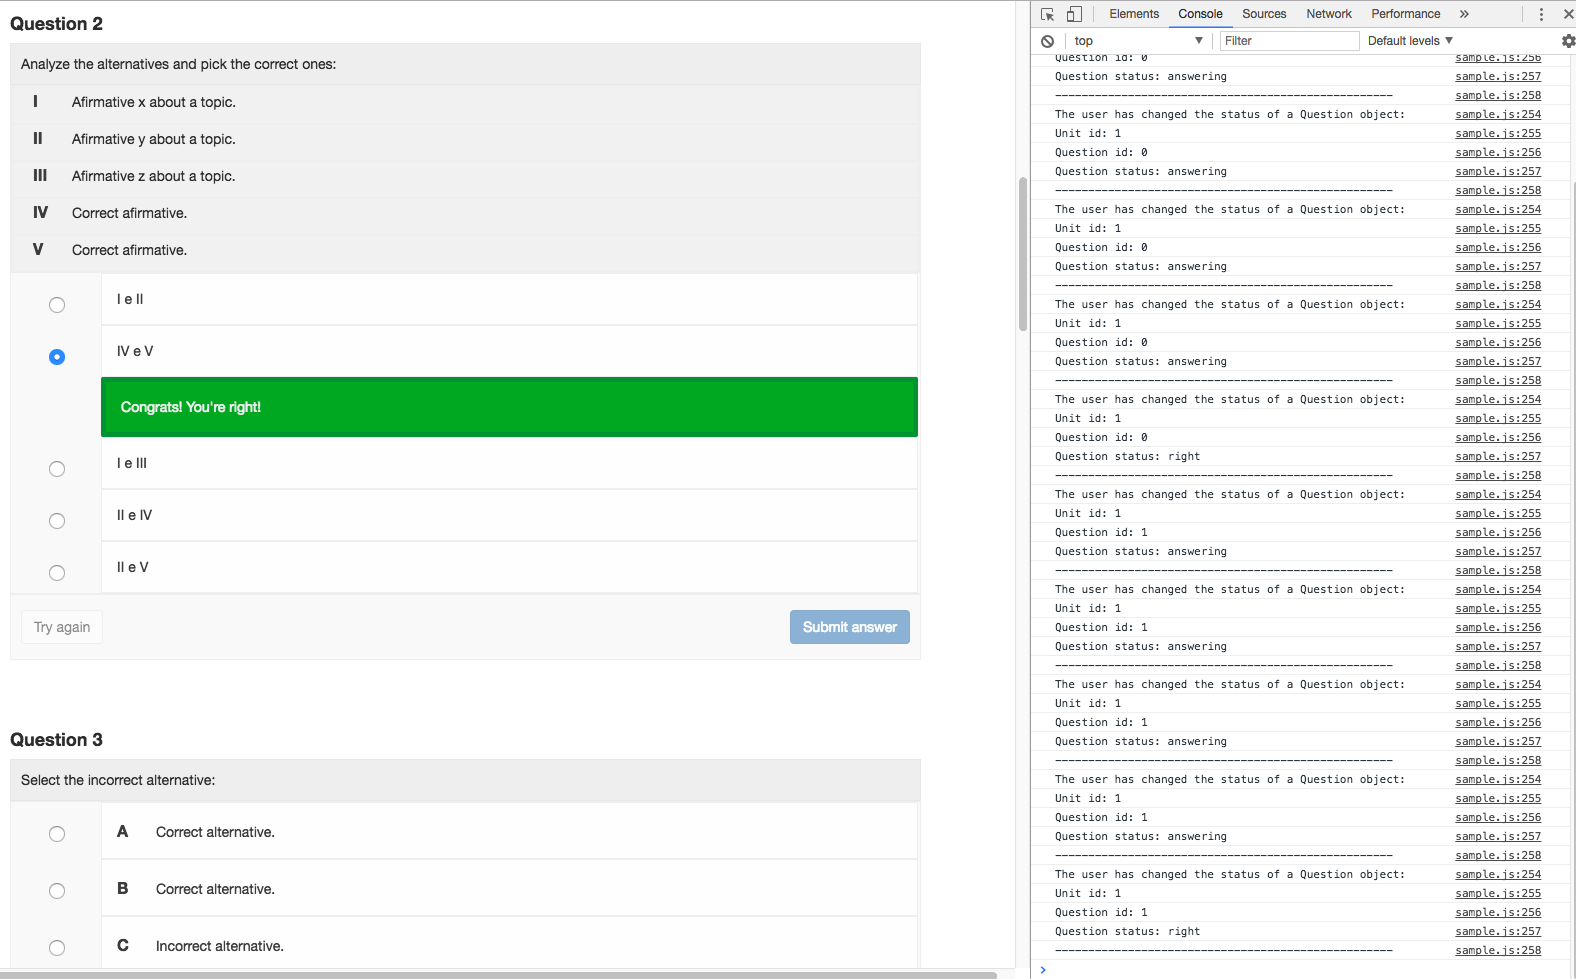 Question 2
Analyze the alternatives and pick the correct ones:
I Afirmative x about a topic.
II Afirmative y about a topic.
III Afirmative z about a topic.
IV Correct afirmative.
V Correct afirmative.
I e II
IV e V
Congrats! You're right!
I e III
II e IV
II e V
Try again Submit answer
Question 3
Select the incorrect alternative:
A Correct alternative.
B Correct alternative.
C Incorrect alternative.
Elements Console Sources Network Performance »
top Filter Default levels
Question id: 0 sample.js:256
Question status: answering sample.js:257
--------------------------------------------------- sample.js:258
The user has changed the status of a Question object: sample.js:254
Unit id: 1 sample.js:255
Question id: 0 sample.js:256
Question status: answering sample.js:257
--------------------------------------------------- sample.js:258
The user has changed the status of a Question object: sample.js:254
Unit id: 1 sample.js:255
Question id: 0 sample.js:256
Question status: answering sample.js:257
--------------------------------------------------- sample.js:258
The user has changed the status of a Question object: sample.js:254
Unit id: 1 sample.js:255
Question id: 0 sample.js:256
Question status: answering sample.js:257
--------------------------------------------------- sample.js:258
The user has changed the status of a Question object: sample.js:254
Unit id: 1 sample.js:255
Question id: 0 sample.js:256
Question status: right sample.js:257
--------------------------------------------------- sample.js:258
The user has changed the status of a Question object: sample.js:254
Unit id: 1 sample.js:255
Question id: 1 sample.js:256
Question status: answering sample.js:257
--------------------------------------------------- sample.js:258
The user has changed the status of a Question object: sample.js:254
Unit id: 1 sample.js:255
Question id: 1 sample.js:256
Question status: answering sample.js:257
--------------------------------------------------- sample.js:258
The user has changed the status of a Question object: sample.js:254
Unit id: 1 sample.js:255
Question id: 1 sample.js:256
Question status: answering sample.js:257
--------------------------------------------------- sample.js:258
The user has changed the status of a Question object: sample.js:254
Unit id: 1 sample.js:255
Question id: 1 sample.js:256
Question status: answering sample.js:257
--------------------------------------------------- sample.js:258
The user has changed the status of a Question object: sample.js:254
Unit id: 1 sample.js:255
Question id: 1 sample.js:256
Question status: right sample.js:257
--------------------------------------------------- sample.js:258